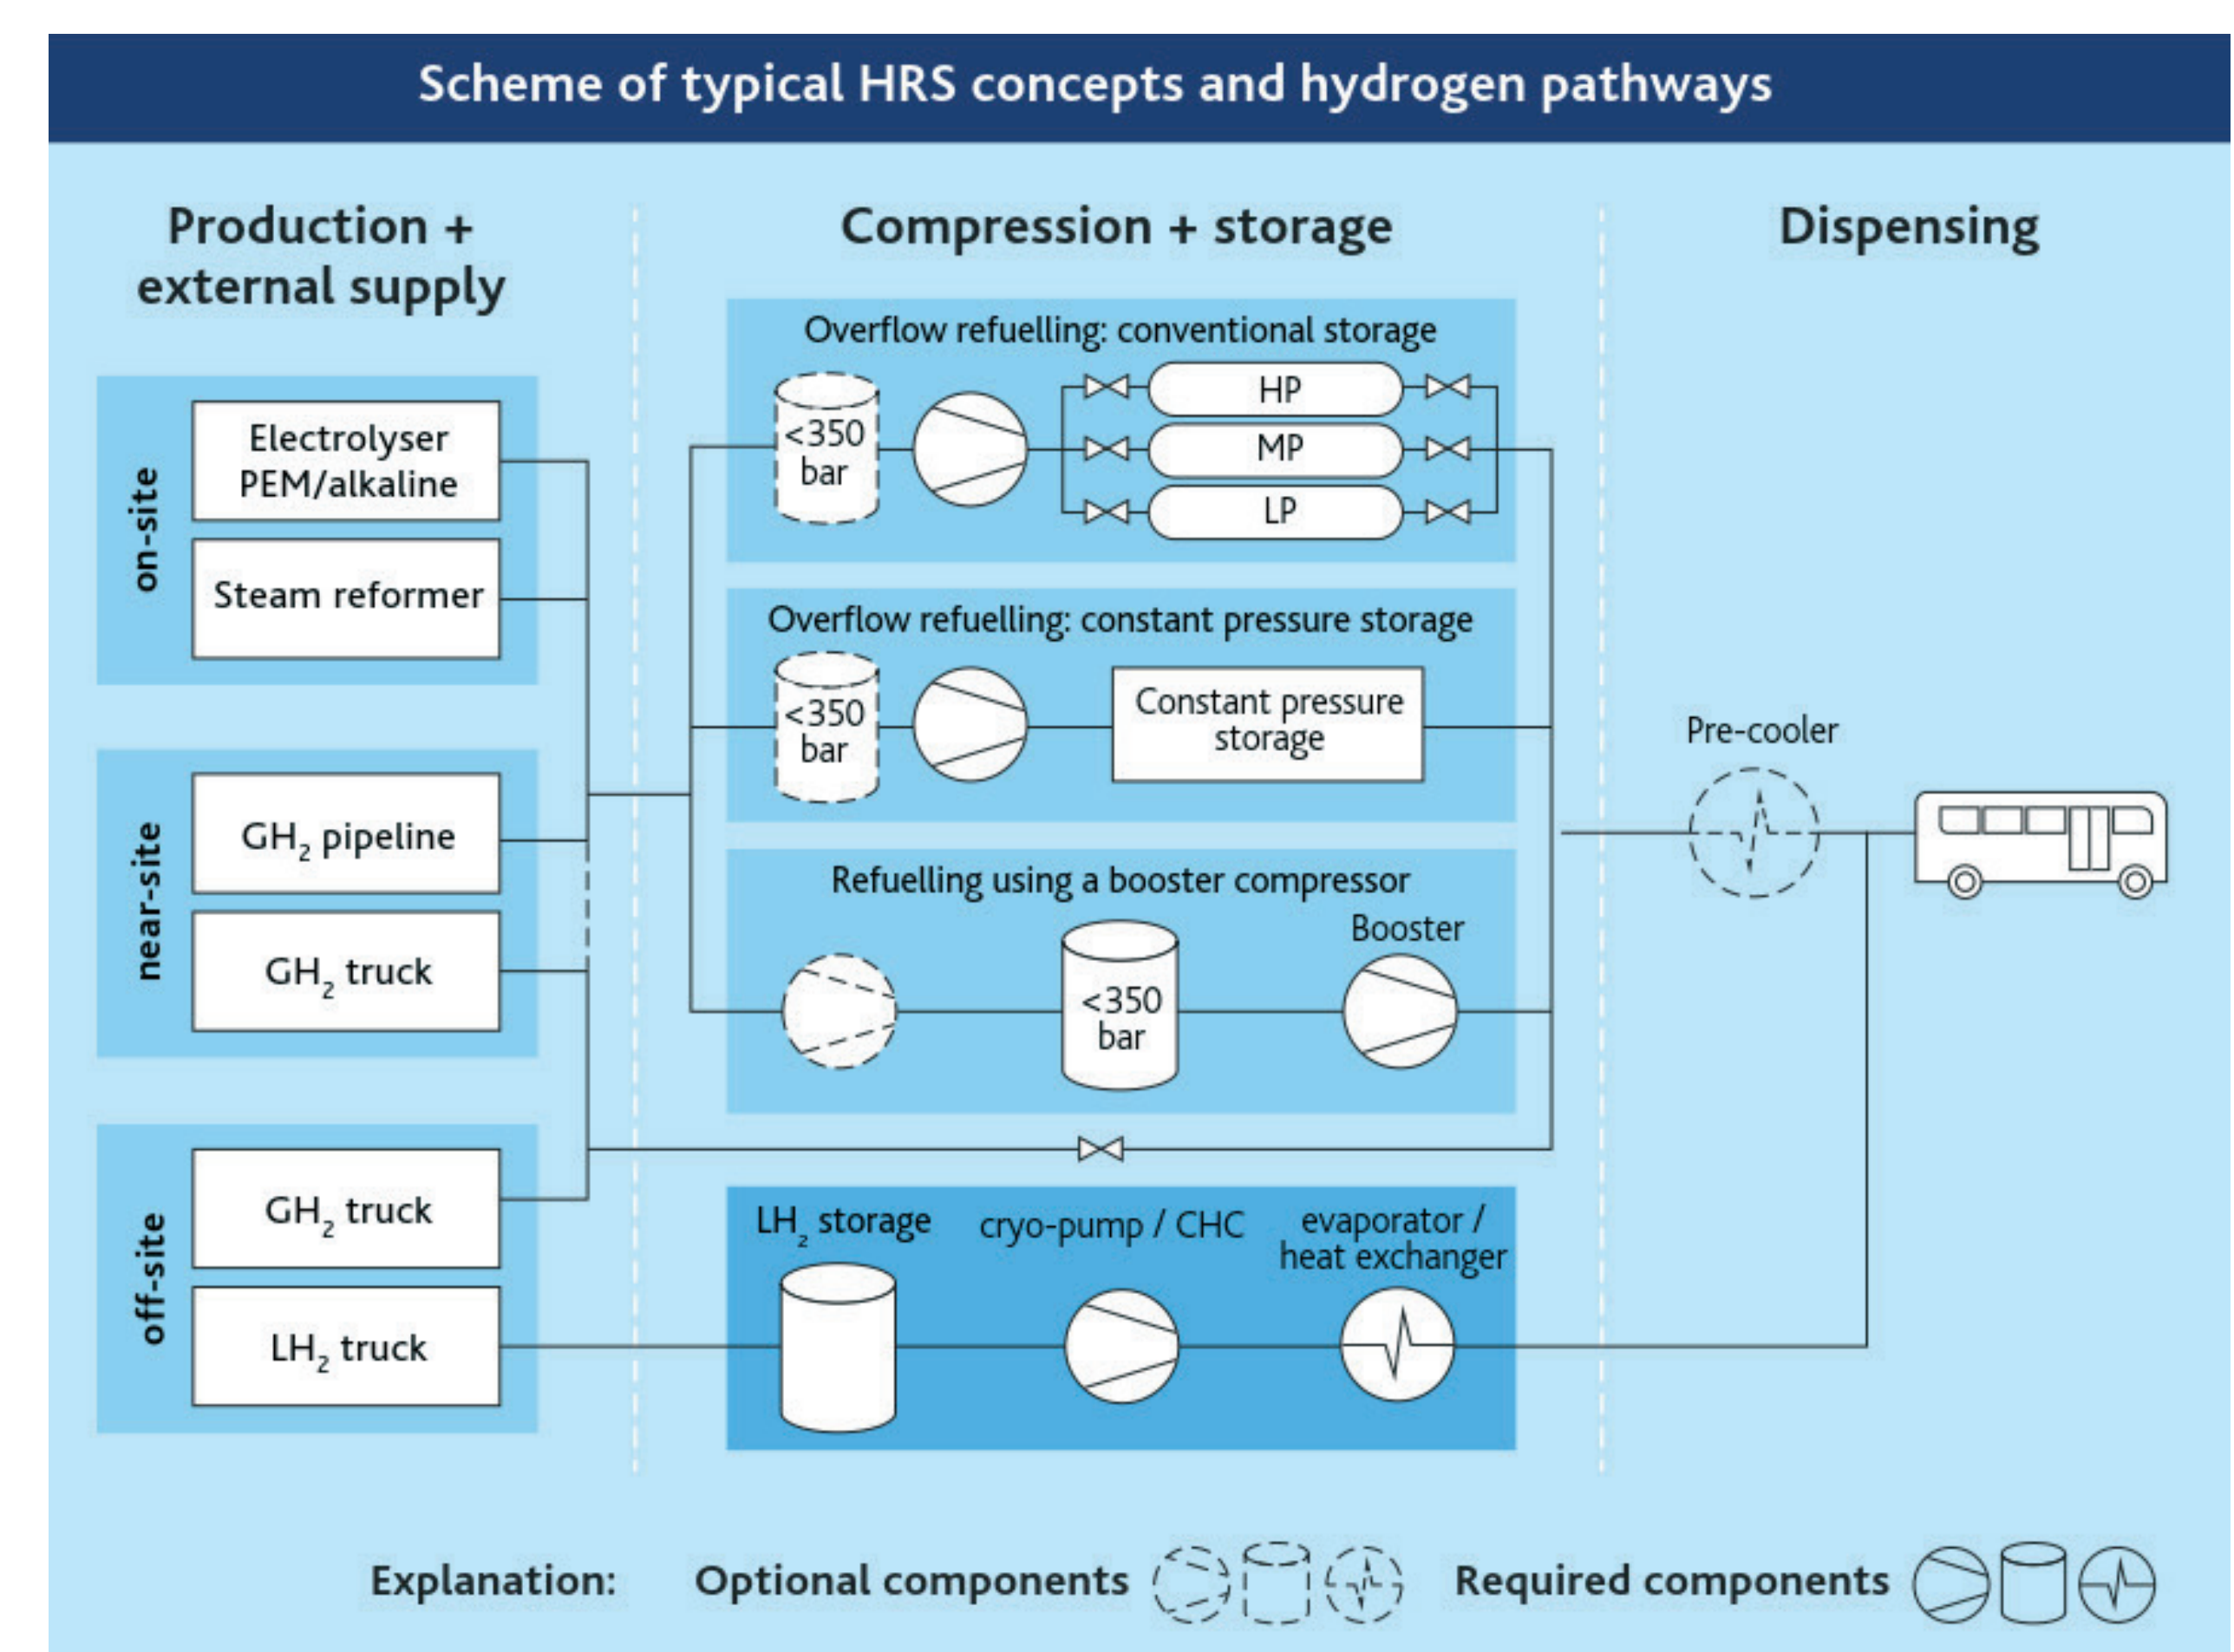 Scheme of typical HRS concepts and hydrogen pathways
Production +
external supply
Compression + storage
Dispensing
on-site
Electrolyser
PEM/alkaline
Steam reformer
near-site
GH₂ pipeline
GH₂ truck
off-site
GH₂ truck
LH₂ truck
Overflow refuelling: conventional storage
<350
bar
HP
MP
LP
Overflow refuelling: constant pressure storage
<350
bar
Constant pressure
storage
Refuelling using a booster compressor
Booster
<350
bar
LH₂ storage
cryo-pump / CHC
evaporator /
heat exchanger
Pre-cooler
Explanation:
Optional components
Required components